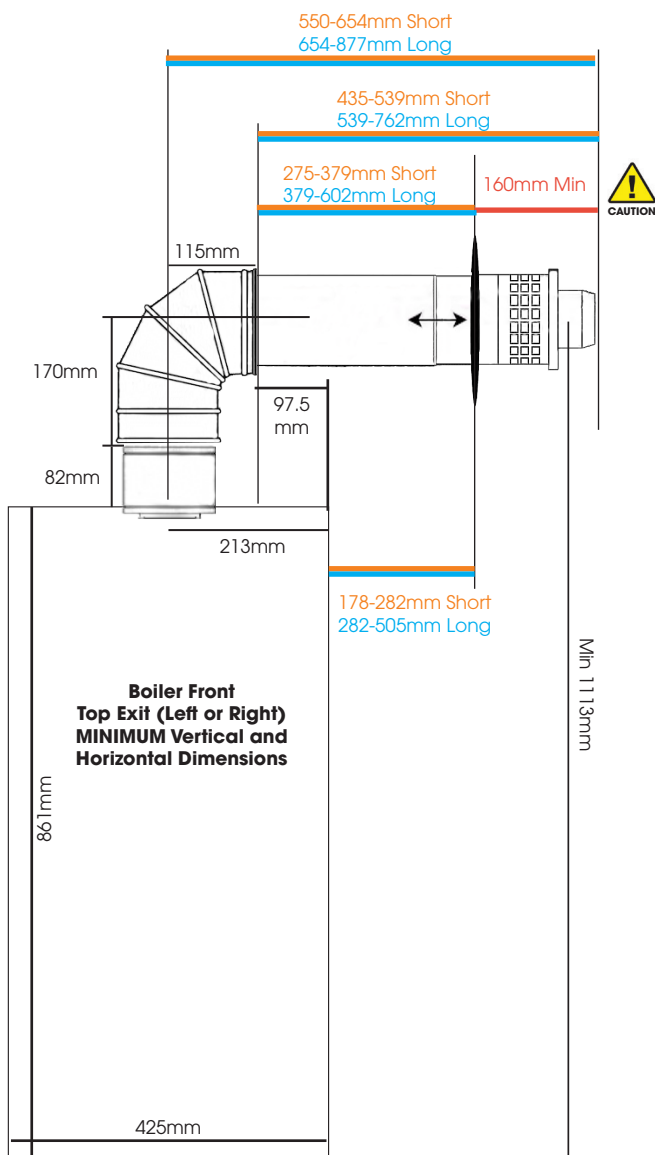 550-654mm Short
654-877mm Long
435-539mm Short
539-762mm Long
275-379mm Short
379-602mm Long
160mm Min
!
CAUTION
115mm
170mm
97.5
mm
82mm
213mm
178-282mm Short
282-505mm Long
Min 1113mm
Boiler Front
Top Exit (Left or Right)
MINIMUM Vertical and
Horizontal Dimensions
861mm
425mm